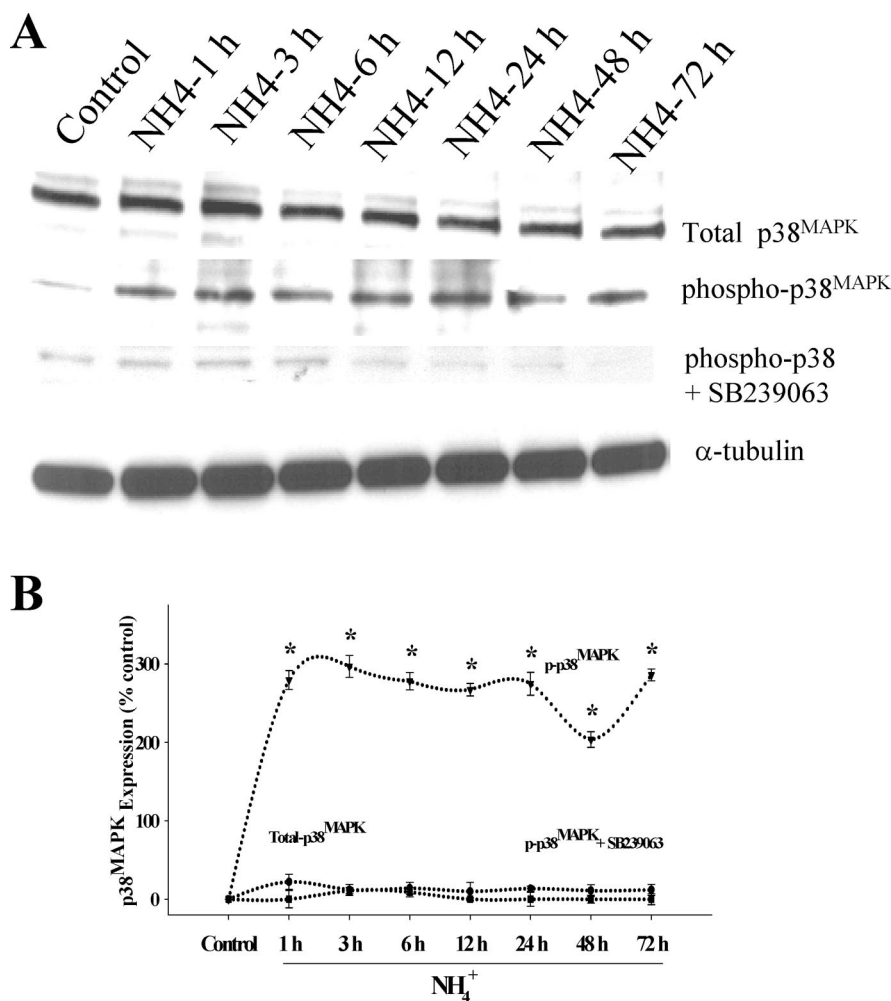 A
Control
NH4-1 h
NH4-3 h
NH4-6 h
NH4-12 h
NH4-24 h
NH4-48 h
NH4-72 h
Total p38MAPK
phospho-p38MAPK
phospho-p38
+ SB239063
α-tubulin
B
p38MAPK Expression (% control)
300
200
100
0
* * * * * * *
p-p38MAPK
Total-p38MAPK
p-p38MAPK + SB239063
Control 1 h 3 h 6 h 12 h 24 h 48 h 72 h
NH4+